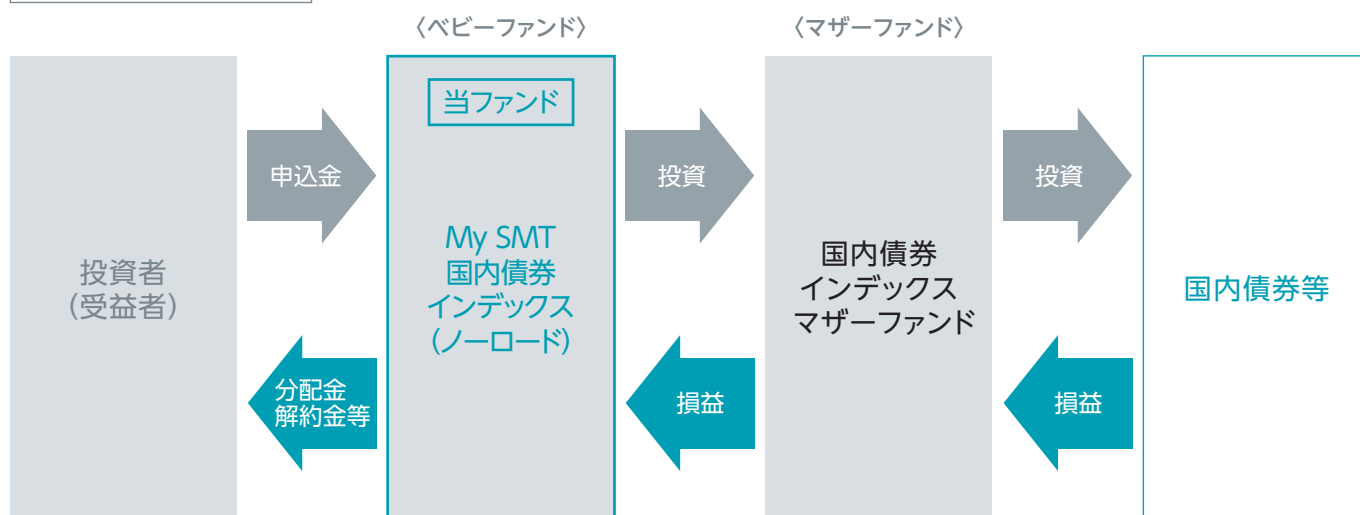 〈ベビーファンド〉
〈マザーファンド〉
当ファンド
申込金
投資
投資
投資者
(受益者)
My SMT
国内債券
インデックス
(ノーロード)
国内債券
インデックス
マザーファンド
国内債券等
分配金
解約金等
損益
損益